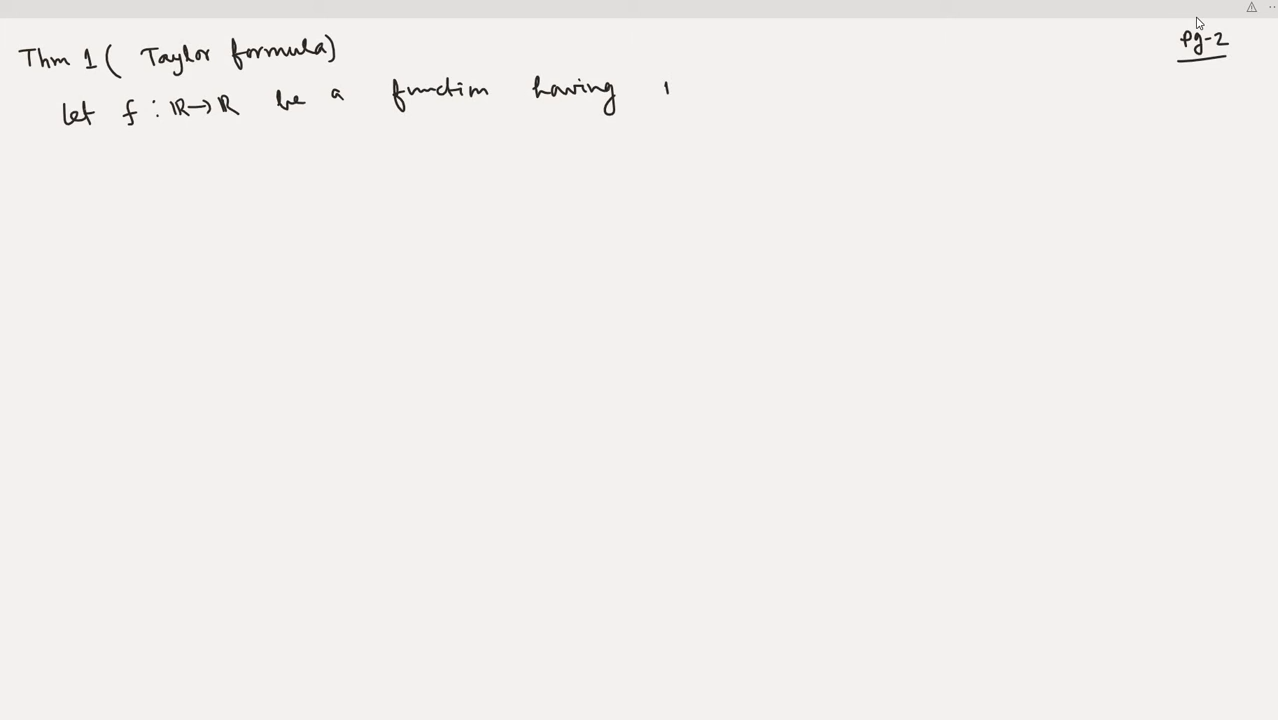 Pg-2
Thm 1 ( Taylor formula)
Let f : ℝ→ℝ be a function having